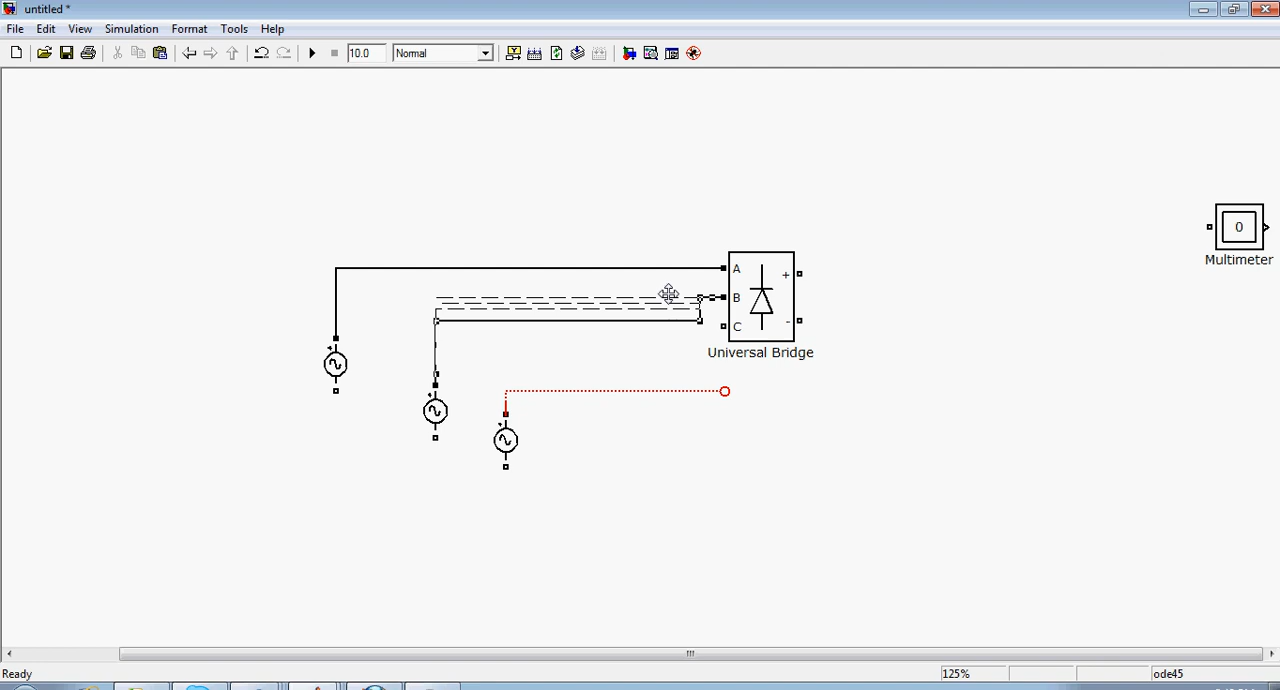 untitled *
File Edit View Simulation Format Tools Help
10.0 Normal
A
+
B
C
-
Universal Bridge
0
Multimeter
Ready 125% ode45